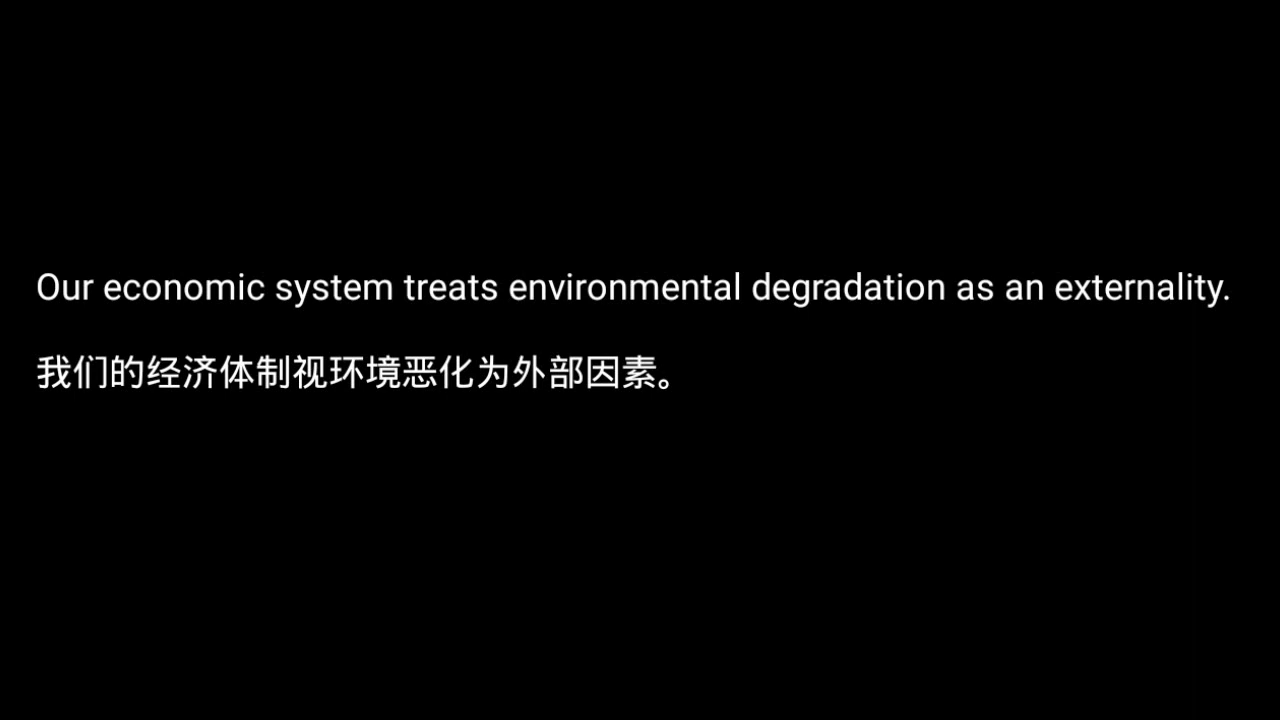 Our economic system treats environmental degradation as an externality.
我们的经济体制视环境恶化为外部因素。